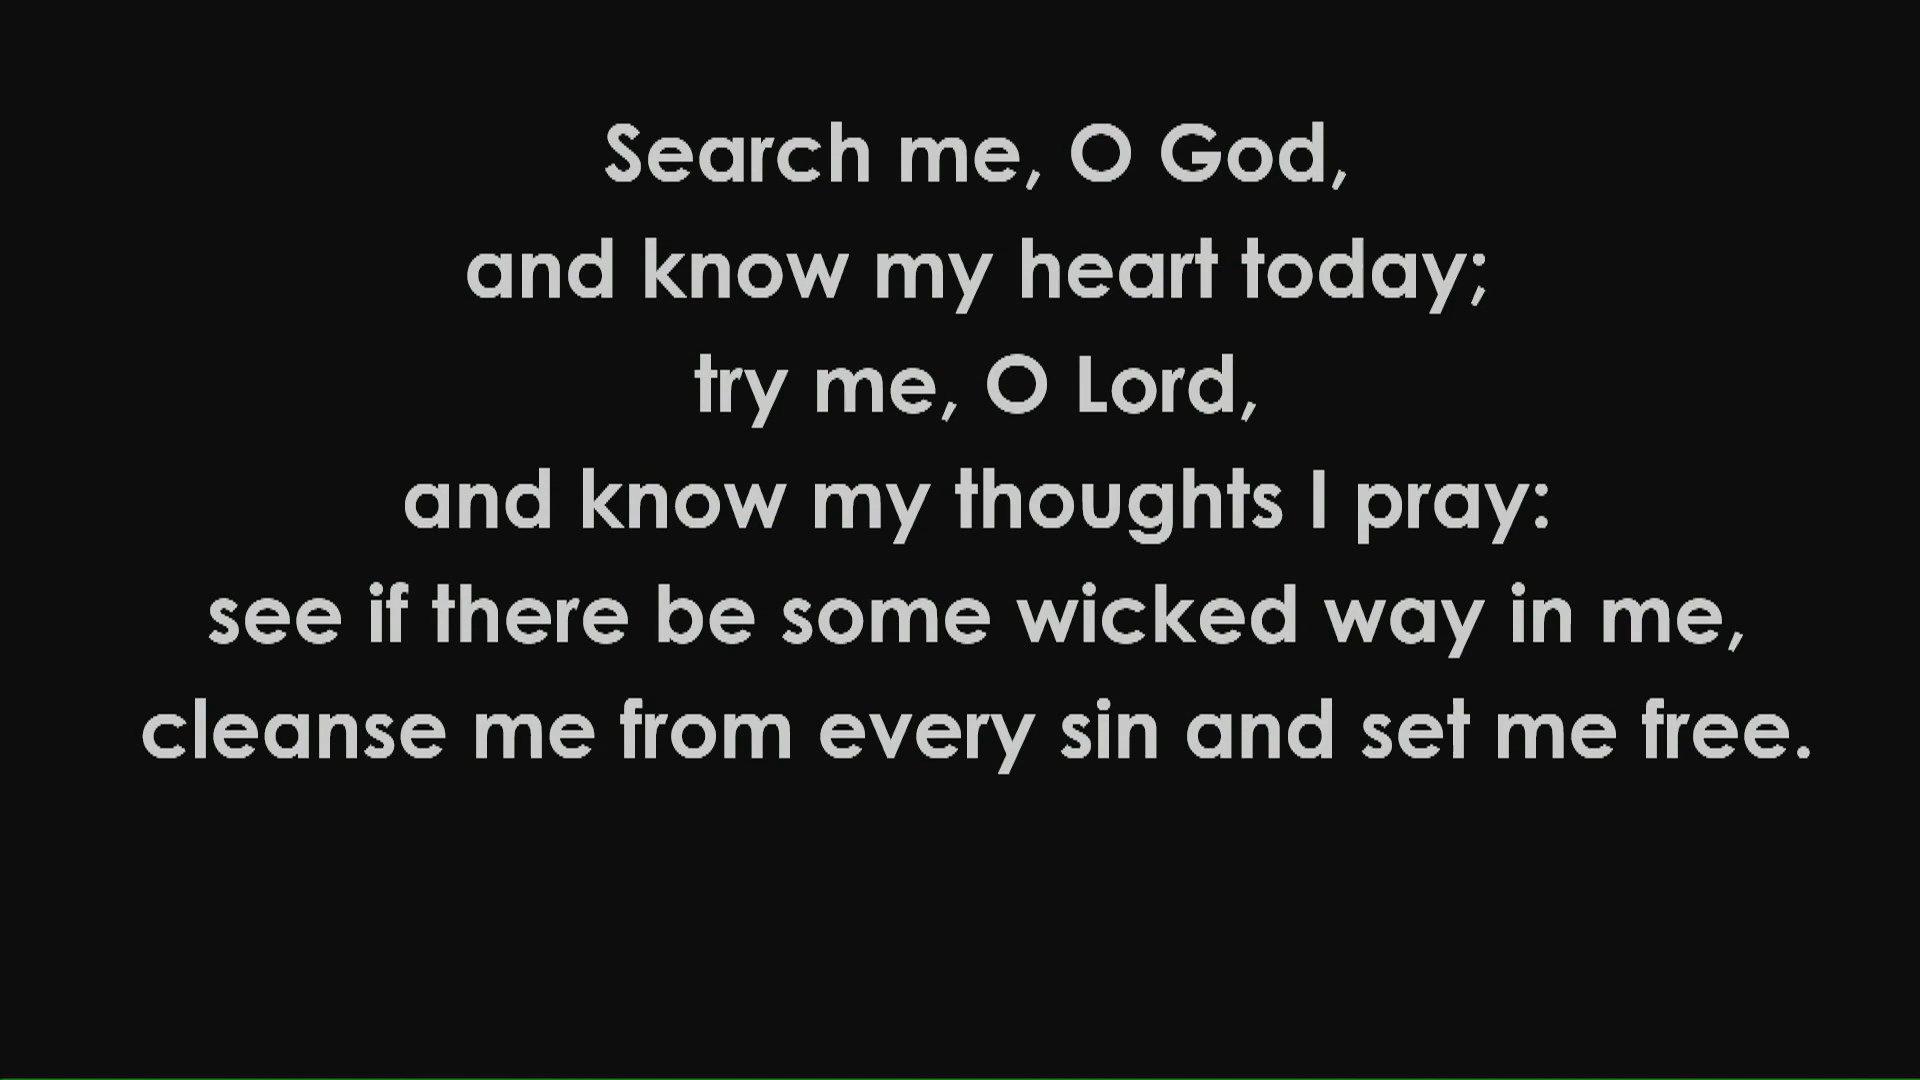 Search me, O God,
and know my heart today;
try me, O Lord,
and know my thoughts I pray:
see if there be some wicked way in me,
cleanse me from every sin and set me free.